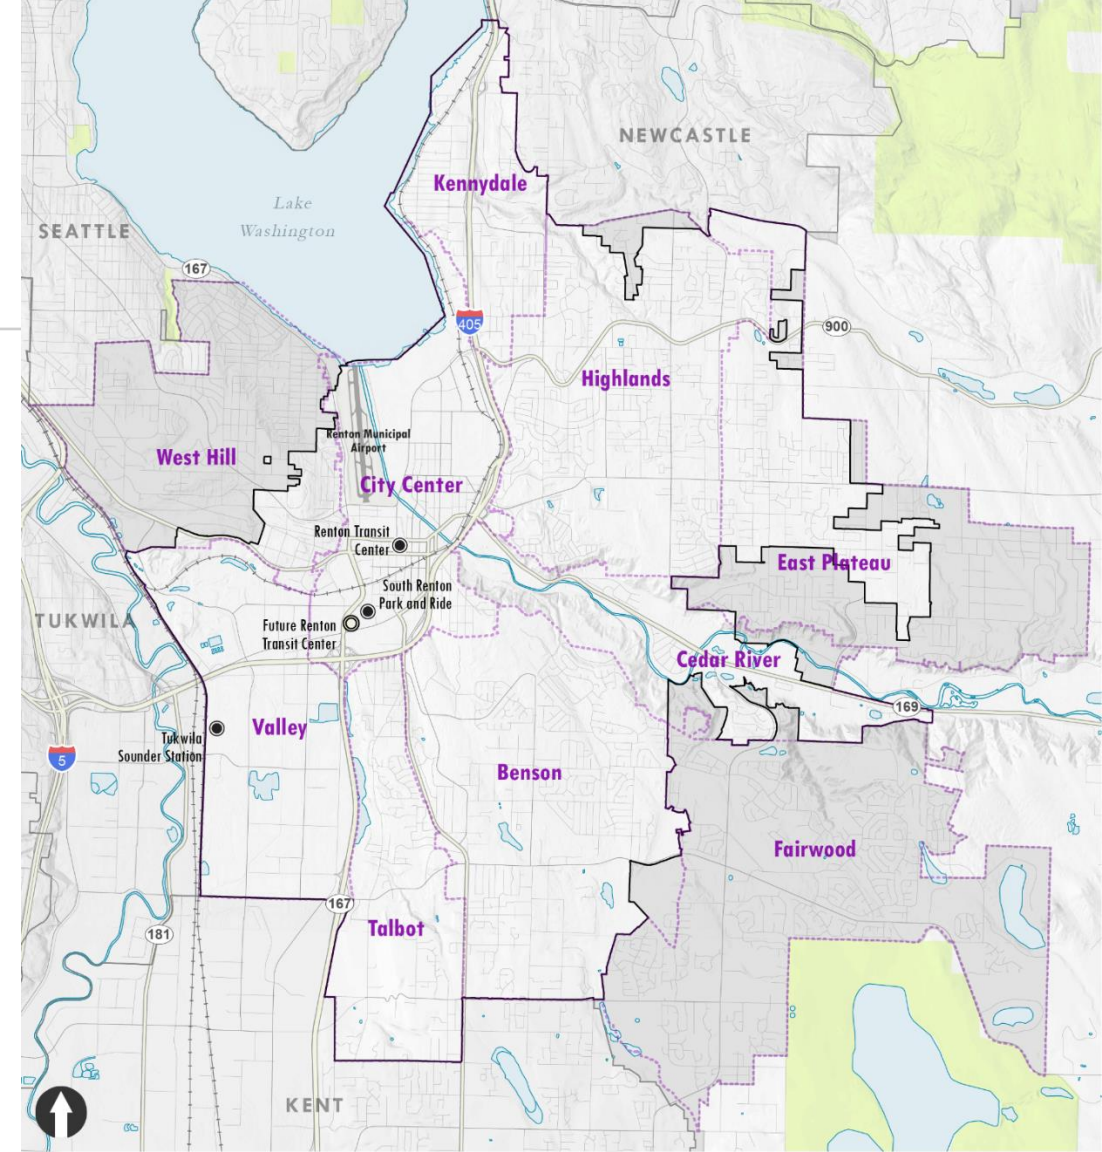 NEWCASTLE
Kennydale
Lake
Washington
SEATTLE
167
405
900
Highlands
Renton Municipal
Airport
West Hill
City Center
Renton Transit
Center
East Plateau
South Renton
Park and Ride
TUKWILA
Future Renton
Transit Center
Cedar River
169
Valley
Tukwila
Sounder Station
5
Benson
Fairwood
167
Talbot
181
KENT